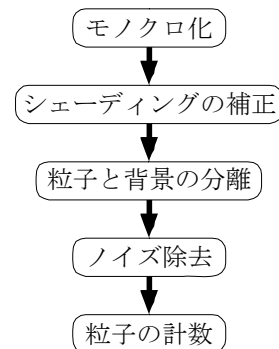 モノクロ化
シェーディングの補正
粒子と背景の分離
ノイズ除去
粒子の計数